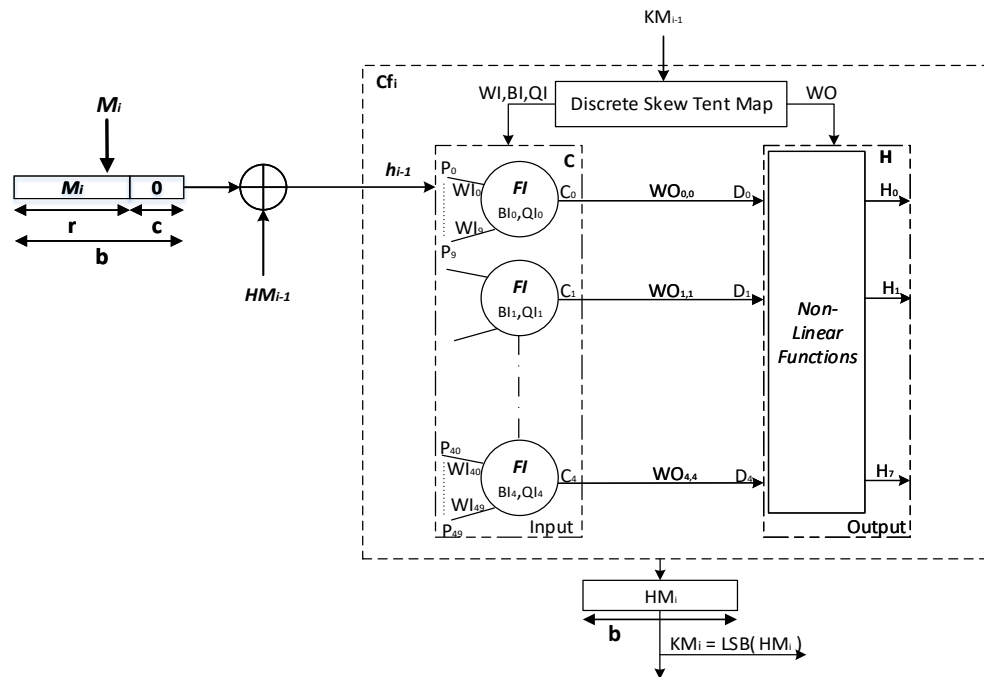 KMi-1
Cfi
WI,BI,QI
Discrete Skew Tent Map
WO
Mi
Mi
0
r
c
b
HMi-1
hi-1
C
P0
WI0
WI9
P9
FI
BI0,QI0
C0
WO0,0
D0
FI
BI1,QI1
C1
WO1,1
D1
P40
WI40
WI49
P49
FI
BI4,QI4
C4
WO4,4
D4
Input
H
Non-
Linear
Functions
H0
H1
H7
Output
HMi
b
KMi = LSB( HMi )